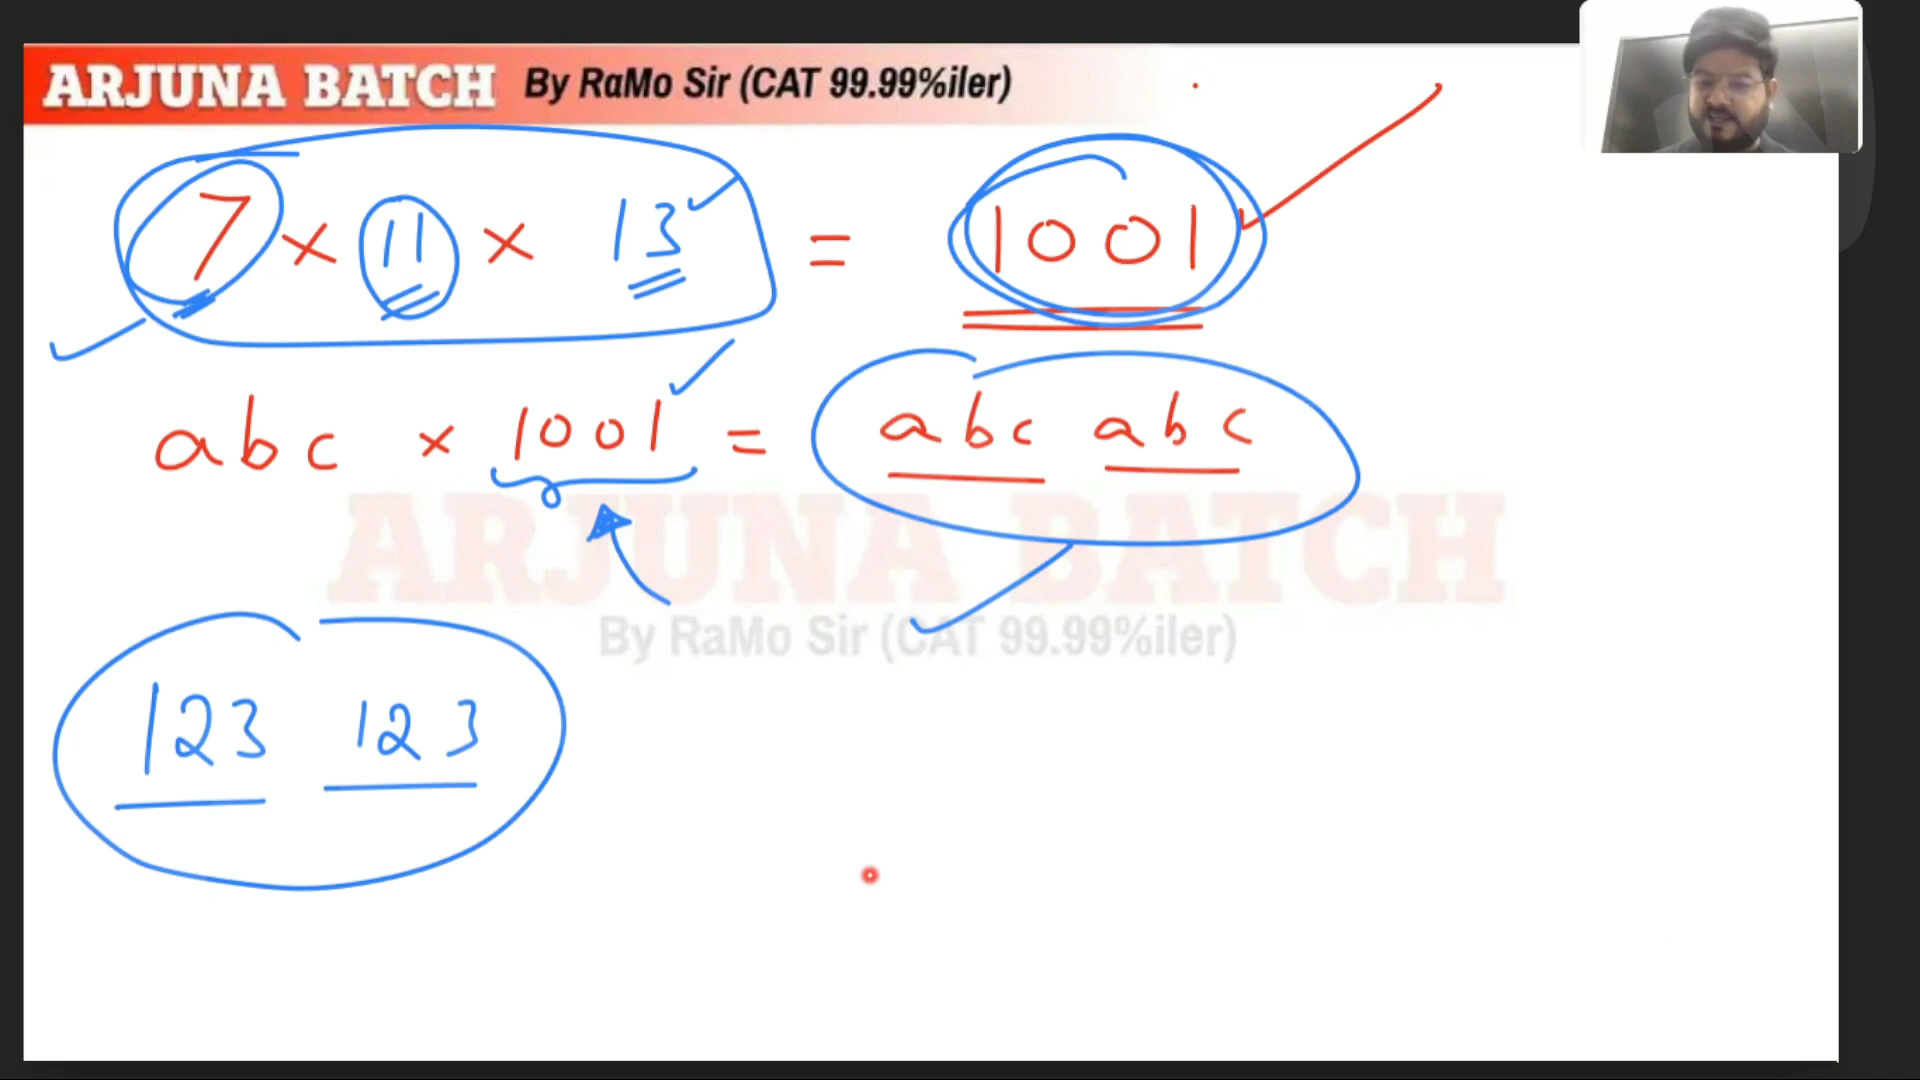 ARJUNA BATCH By RaMo Sir (CAT 99.99%iler)
7 × 11 × 13 = 1001
abc × 1001 = abc abc
ARJUNA BATCH
By RaMo Sir (CAT 99.99%iler)
123 123